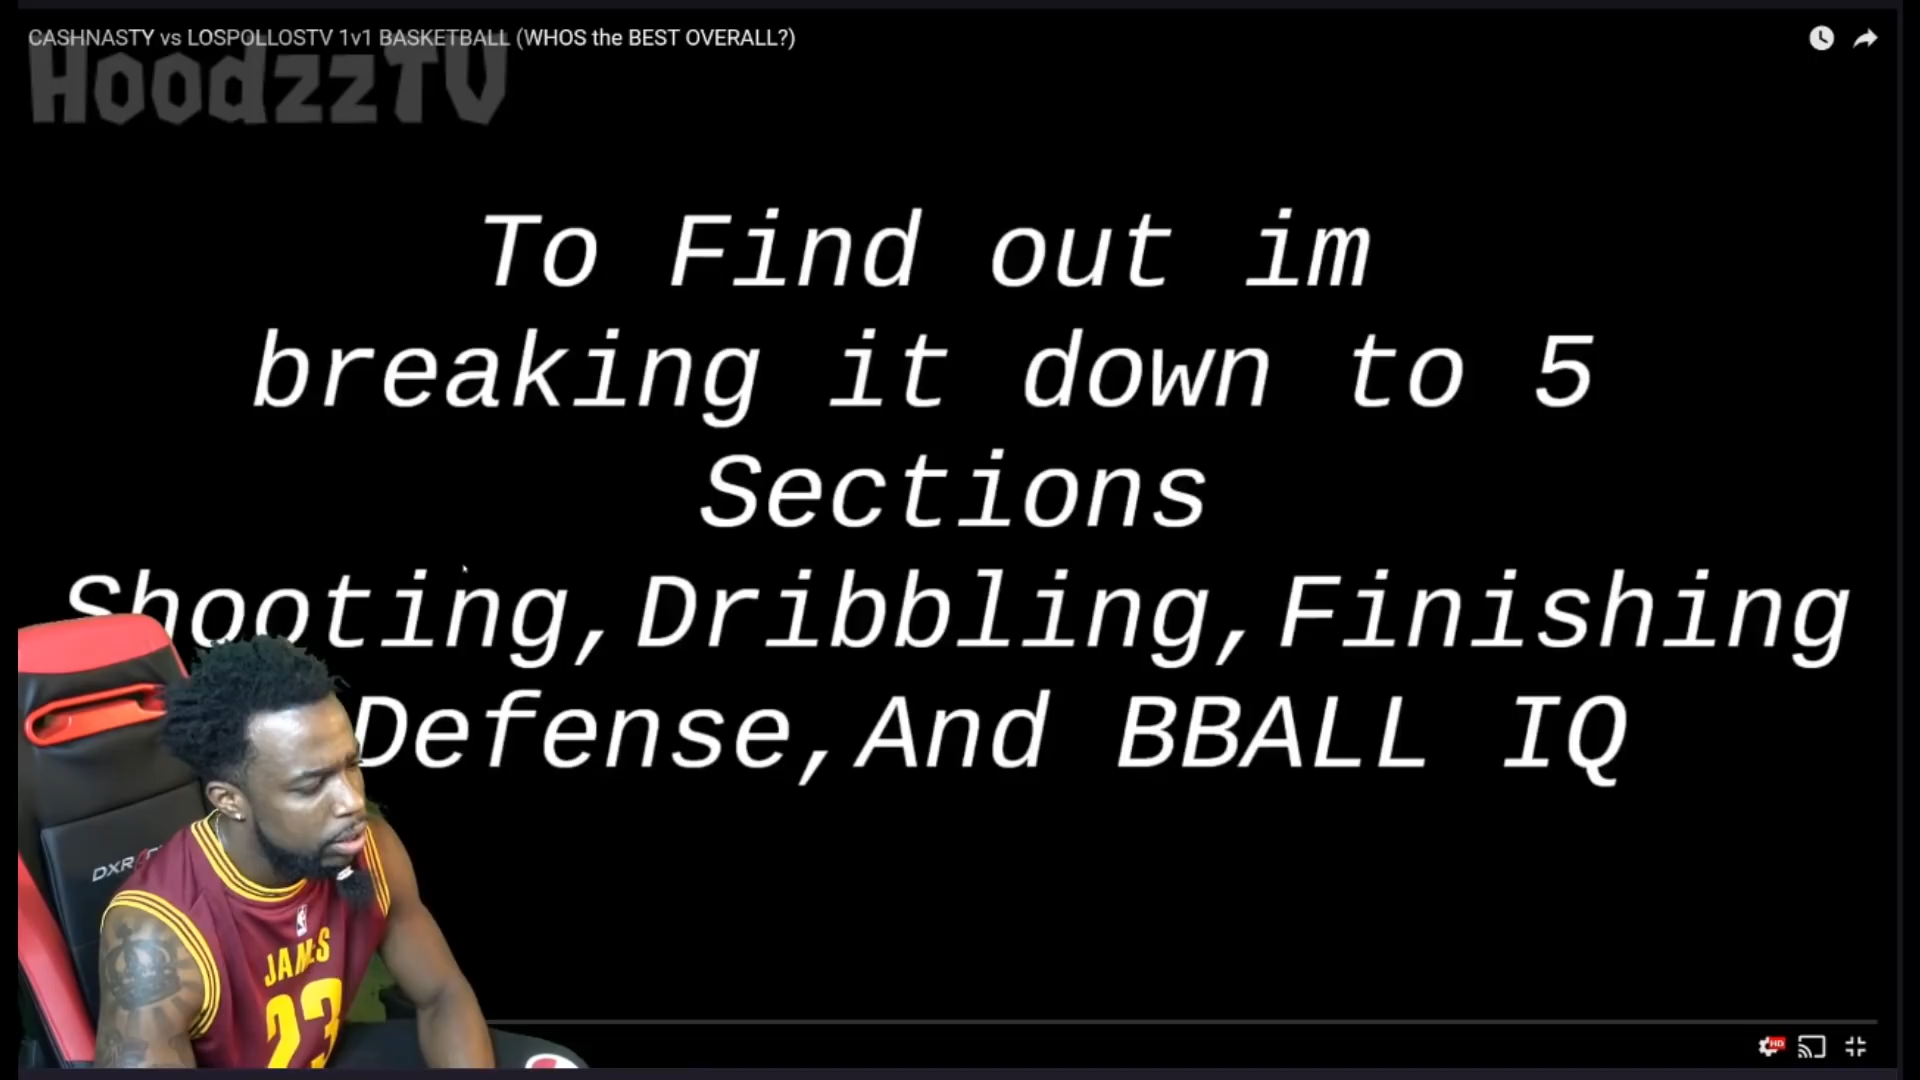 CASHNASTY vs LOSPOLLOSTV 1v1 BASKETBALL (WHOS the BEST OVERALL?)
HoodzzTV
To Find out im
breaking it down to 5
Sections
Shooting,Dribbling,Finishing
Defense,And BBALL IQ
DXR
JAMES
23
HD